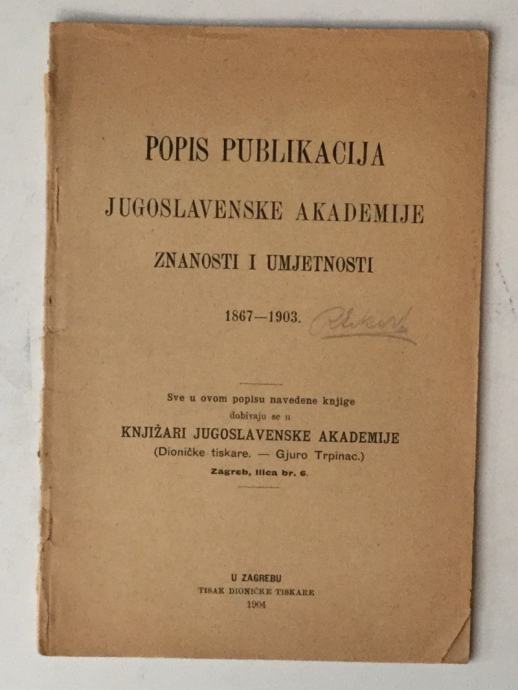 POPIS PUBLIKACIJA
JUGOSLAVENSKE AKADEMIJE
ZNANOSTI I UMJETNOSTI
1867—1903.
Sve u ovom popisu navedene knjige
dobivaju se u
KNJIŽARI JUGOSLAVENSKE AKADEMIJE
(Dioničke tiskare. — Gjuro Trpinac.)
Zagreb, Ilica br. 6.
U ZAGREBU
TISAK DIONIČKE TISKARE
1904